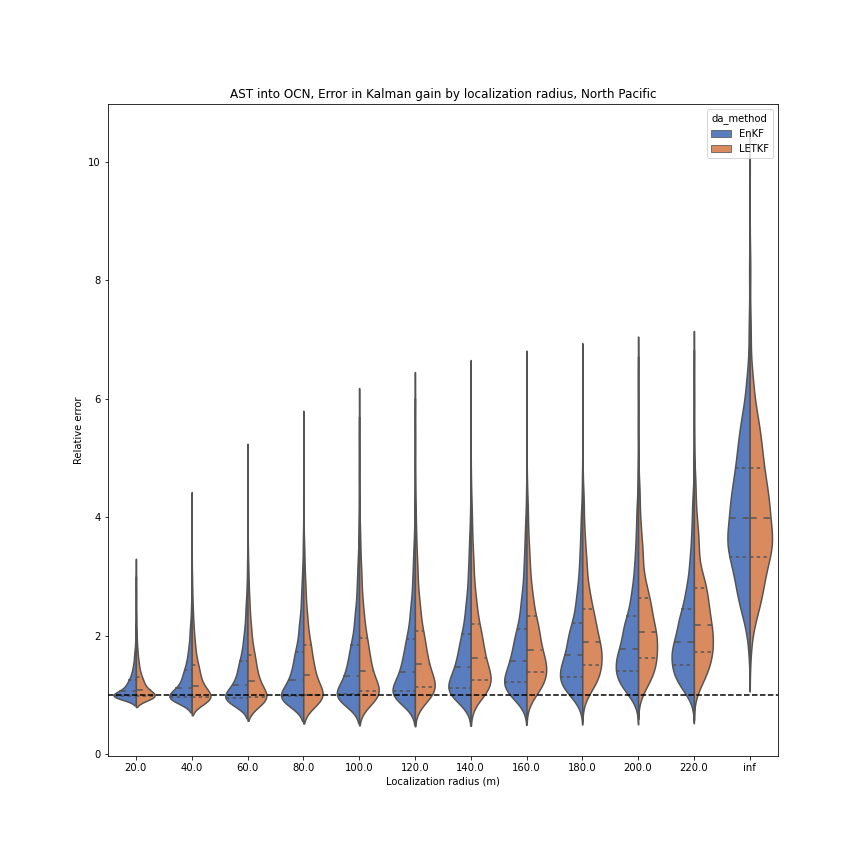 AST into OCN, Error in Kalman gain by localization radius, North Pacific
da_method
EnKF
LETKF
10
8
6
4
2
0
Relative error
20.0 40.0 60.0 80.0 100.0 120.0 140.0 160.0 180.0 200.0 220.0 inf
Localization radius (m)